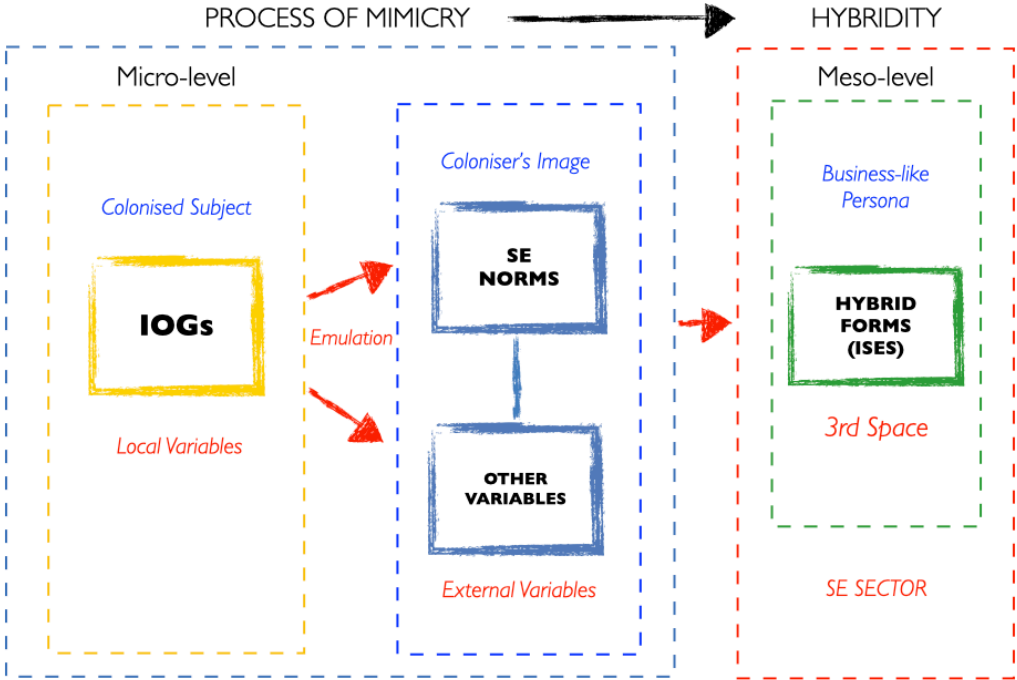 PROCESS OF MIMICRY
HYBRIDITY
Micro-level
Colonised Subject
IOGs
Local Variables
Emulation
Coloniser's Image
SE
NORMS
OTHER
VARIABLES
External Variables
Meso-level
Business-like
Persona
HYBRID
FORMS
(ISES)
3rd Space
SE SECTOR